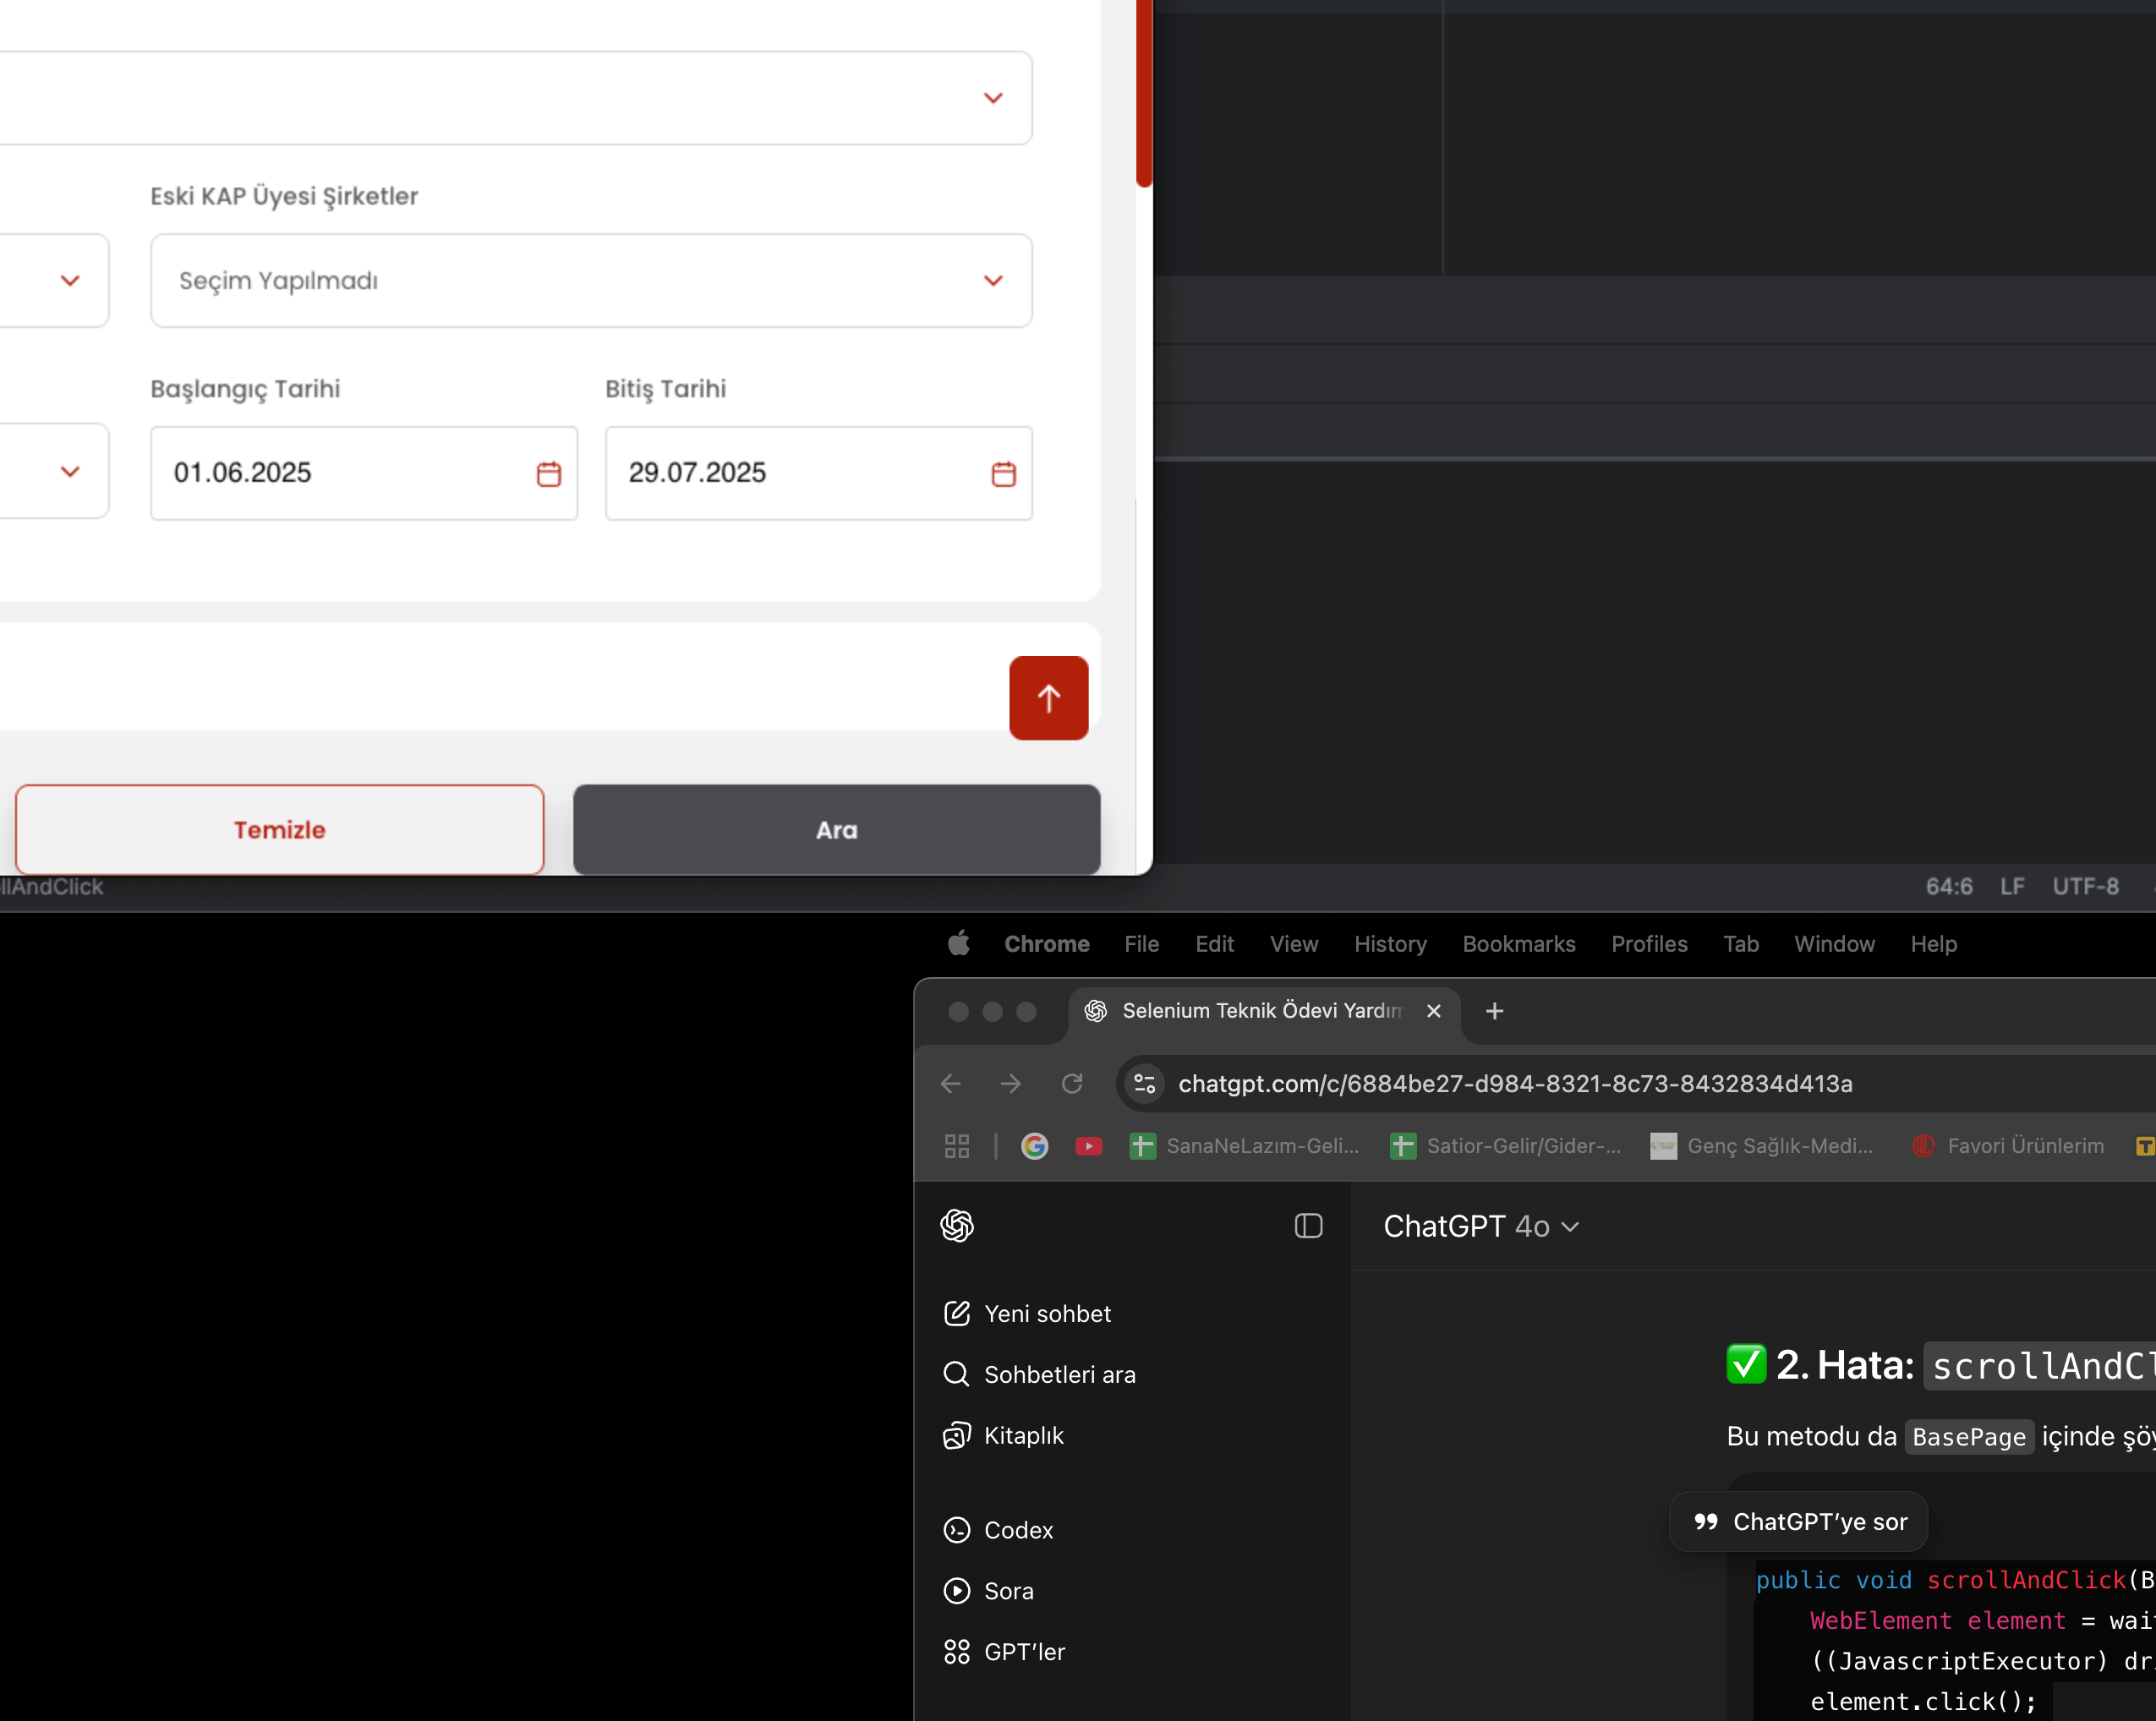 Eski KAP Üyesi Şirketler
Seçim Yapılmadı
Başlangıç Tarihi
Bitiş Tarihi
01.06.2025
29.07.2025
Temizle
Ara
llAndClick
64:6 LF UTF-8
Chrome File Edit View History Bookmarks Profiles Tab Window Help
Selenium Teknik Ödevi Yardım
chatgpt.com/c/6884be27-d984-8321-8c73-8432834d413a
SanaNeLazım-Geli... Satior-Gelir/Gider-... Genç Sağlık-Medi... Favori Ürünlerim
ChatGPT 4o
Yeni sohbet
Sohbetleri ara
Kitaplık
Codex
Sora
GPT'ler
✅ 2. Hata: scrollAndCl
Bu metodu da BasePage içinde şöy
ChatGPT'ye sor
public void scrollAndClick(B
WebElement element = wai
((JavascriptExecutor) dr
element.click();